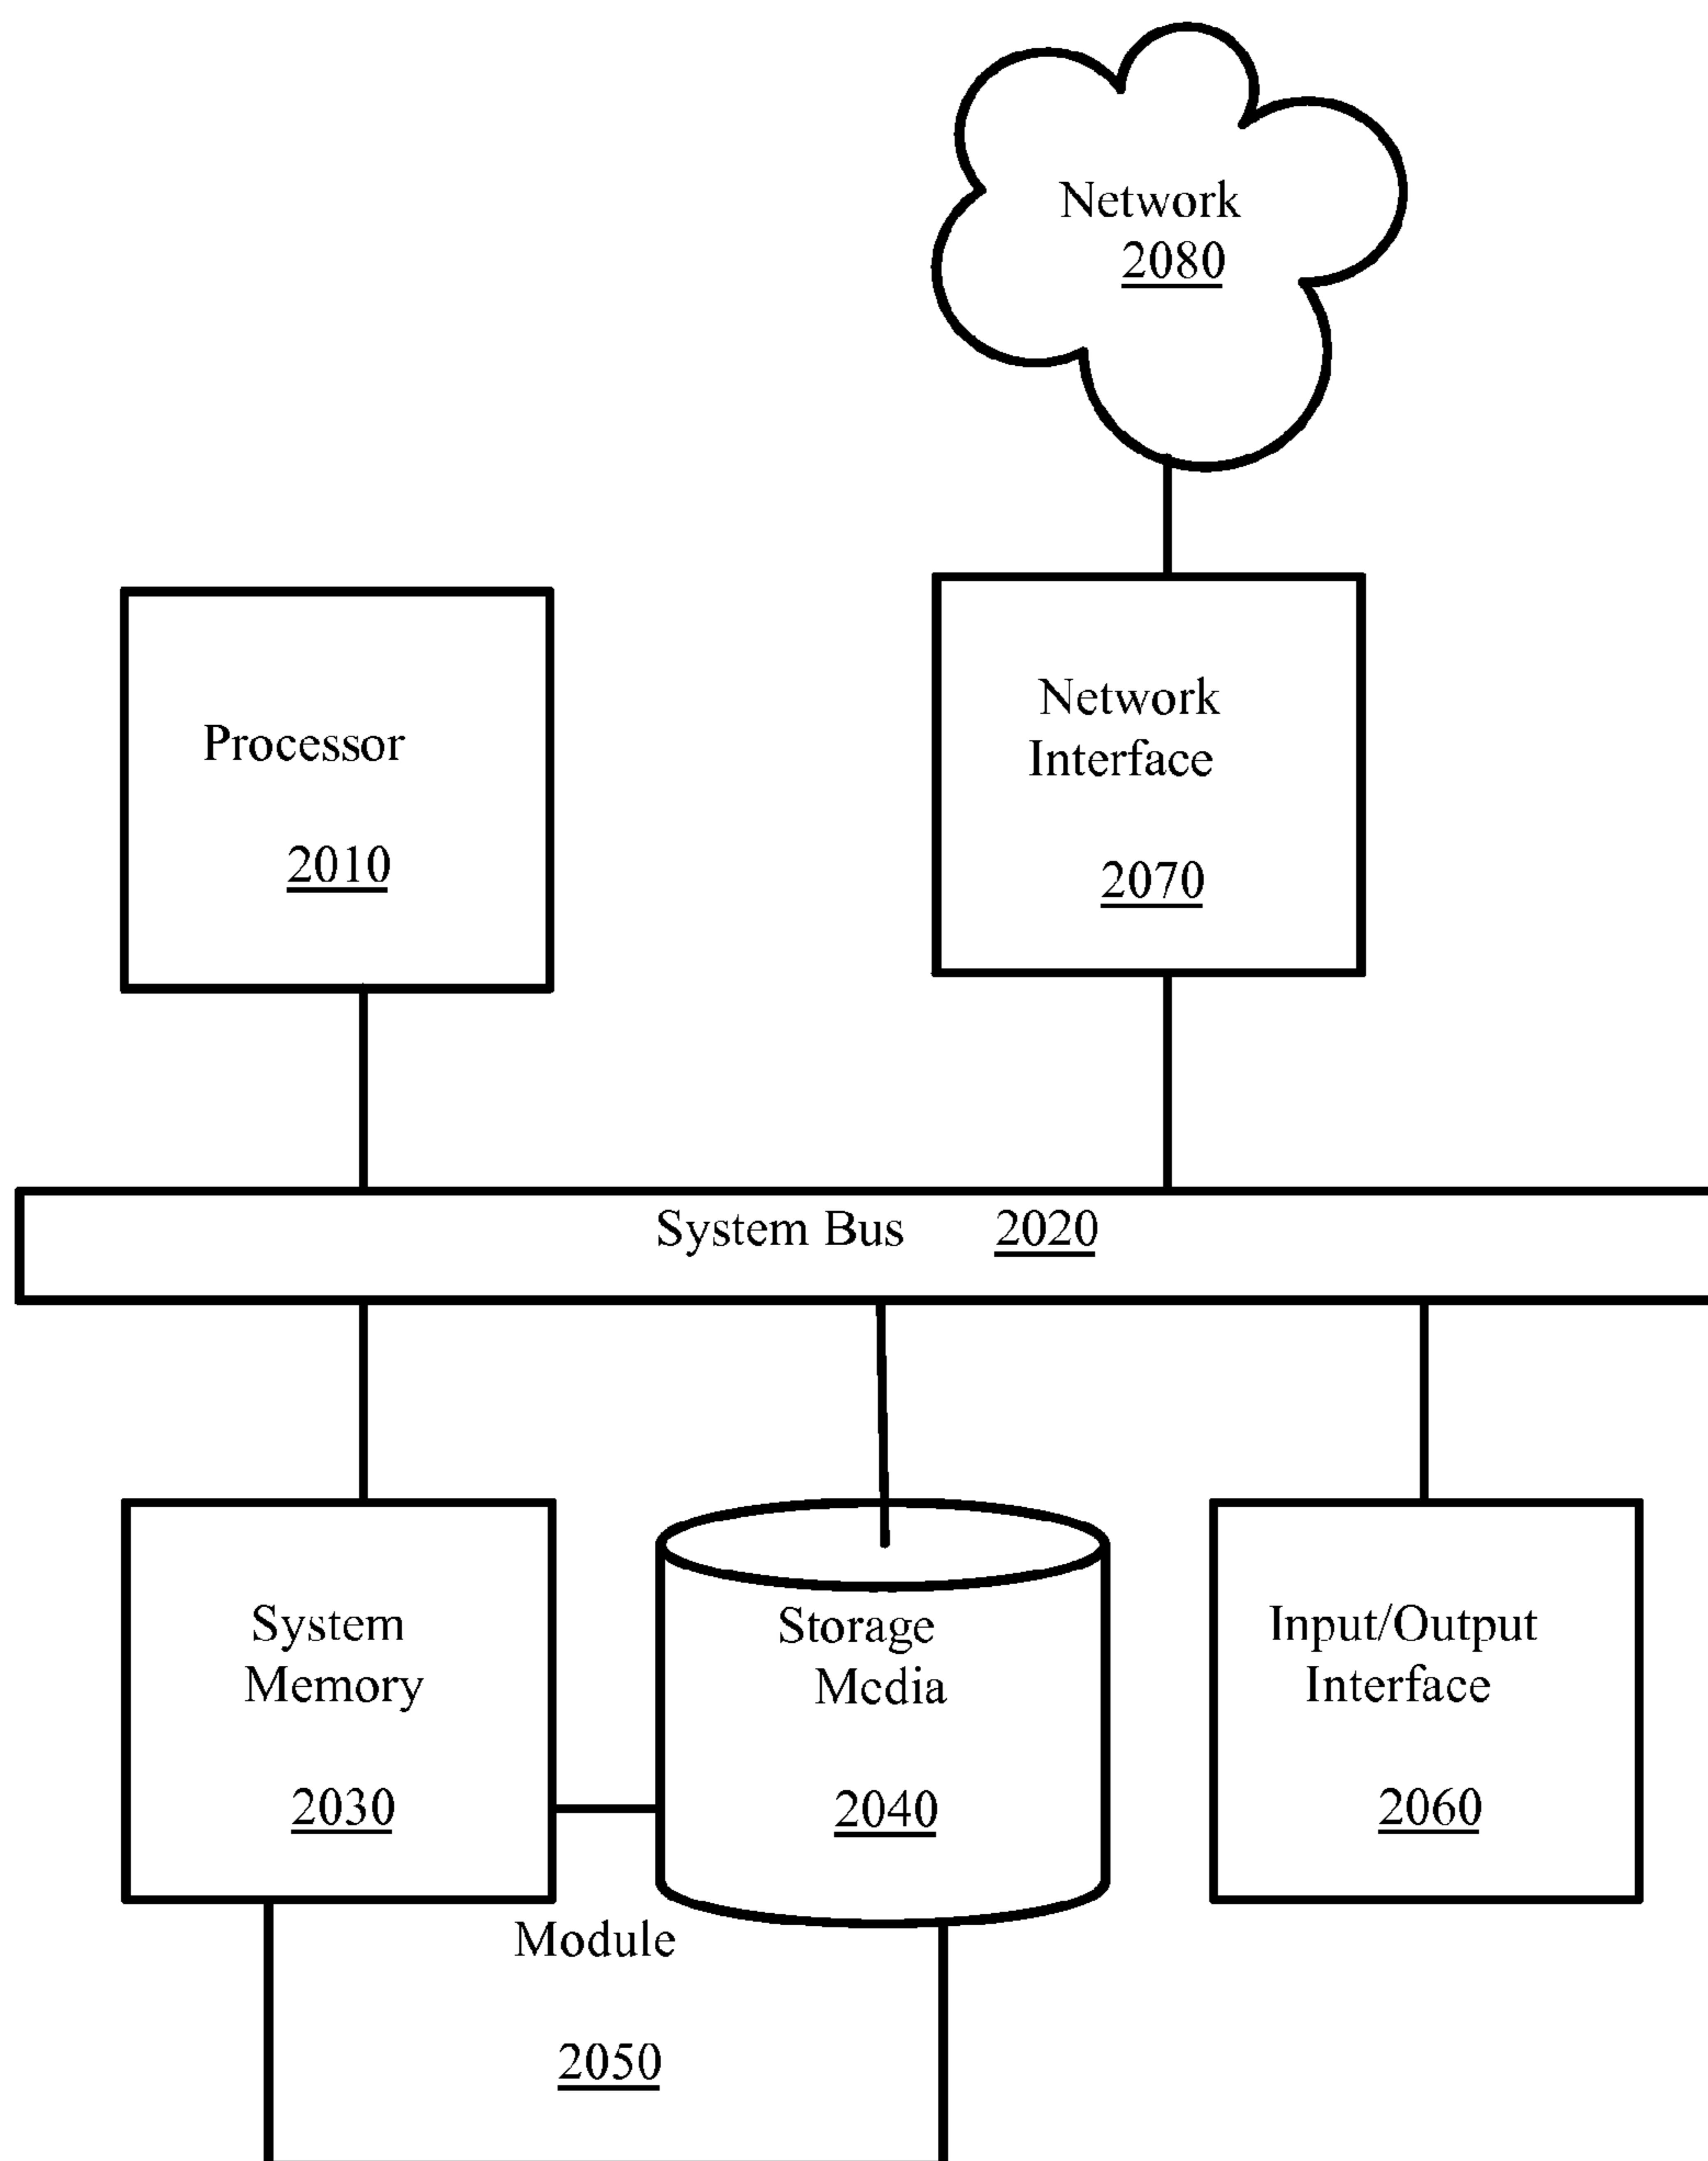 Network
2080
Processor
2010
Network
Interface
2070
System Bus 2020
System
Memory
2030
Storage
Media
2040
Input/Output
Interface
2060
Module
2050